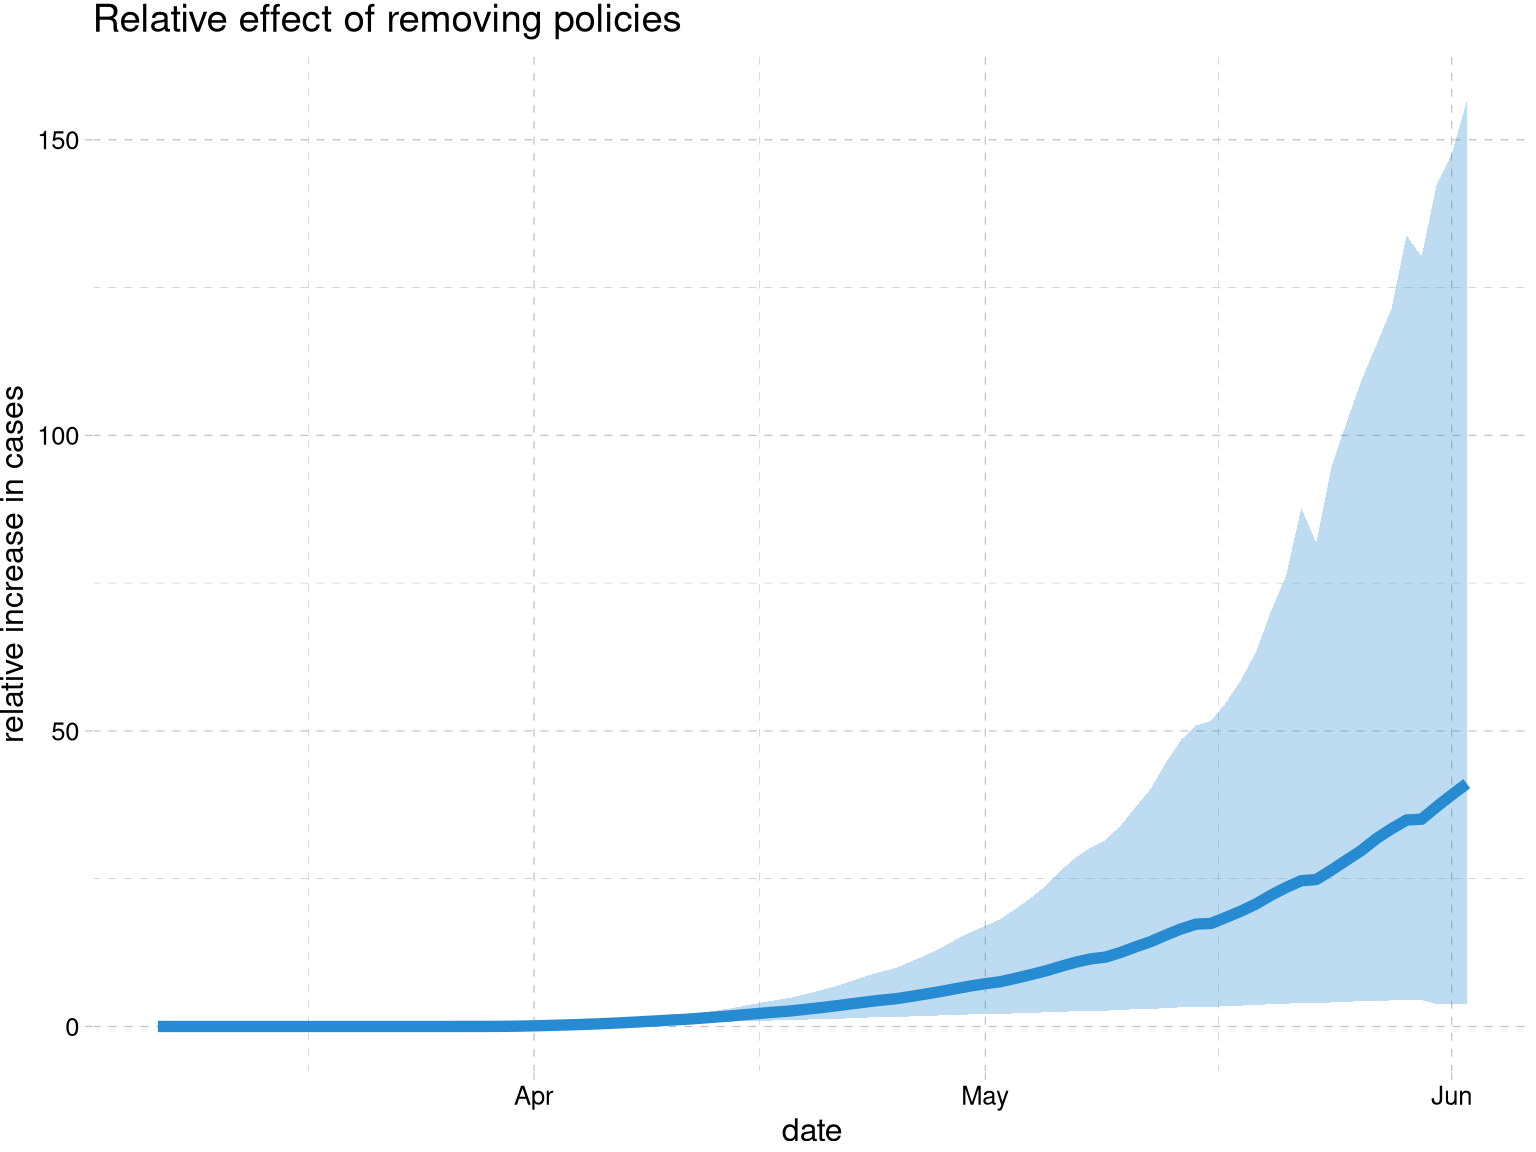 Relative effect of removing policies
relative increase in cases
150
100
50
0
Apr
May
Jun
date